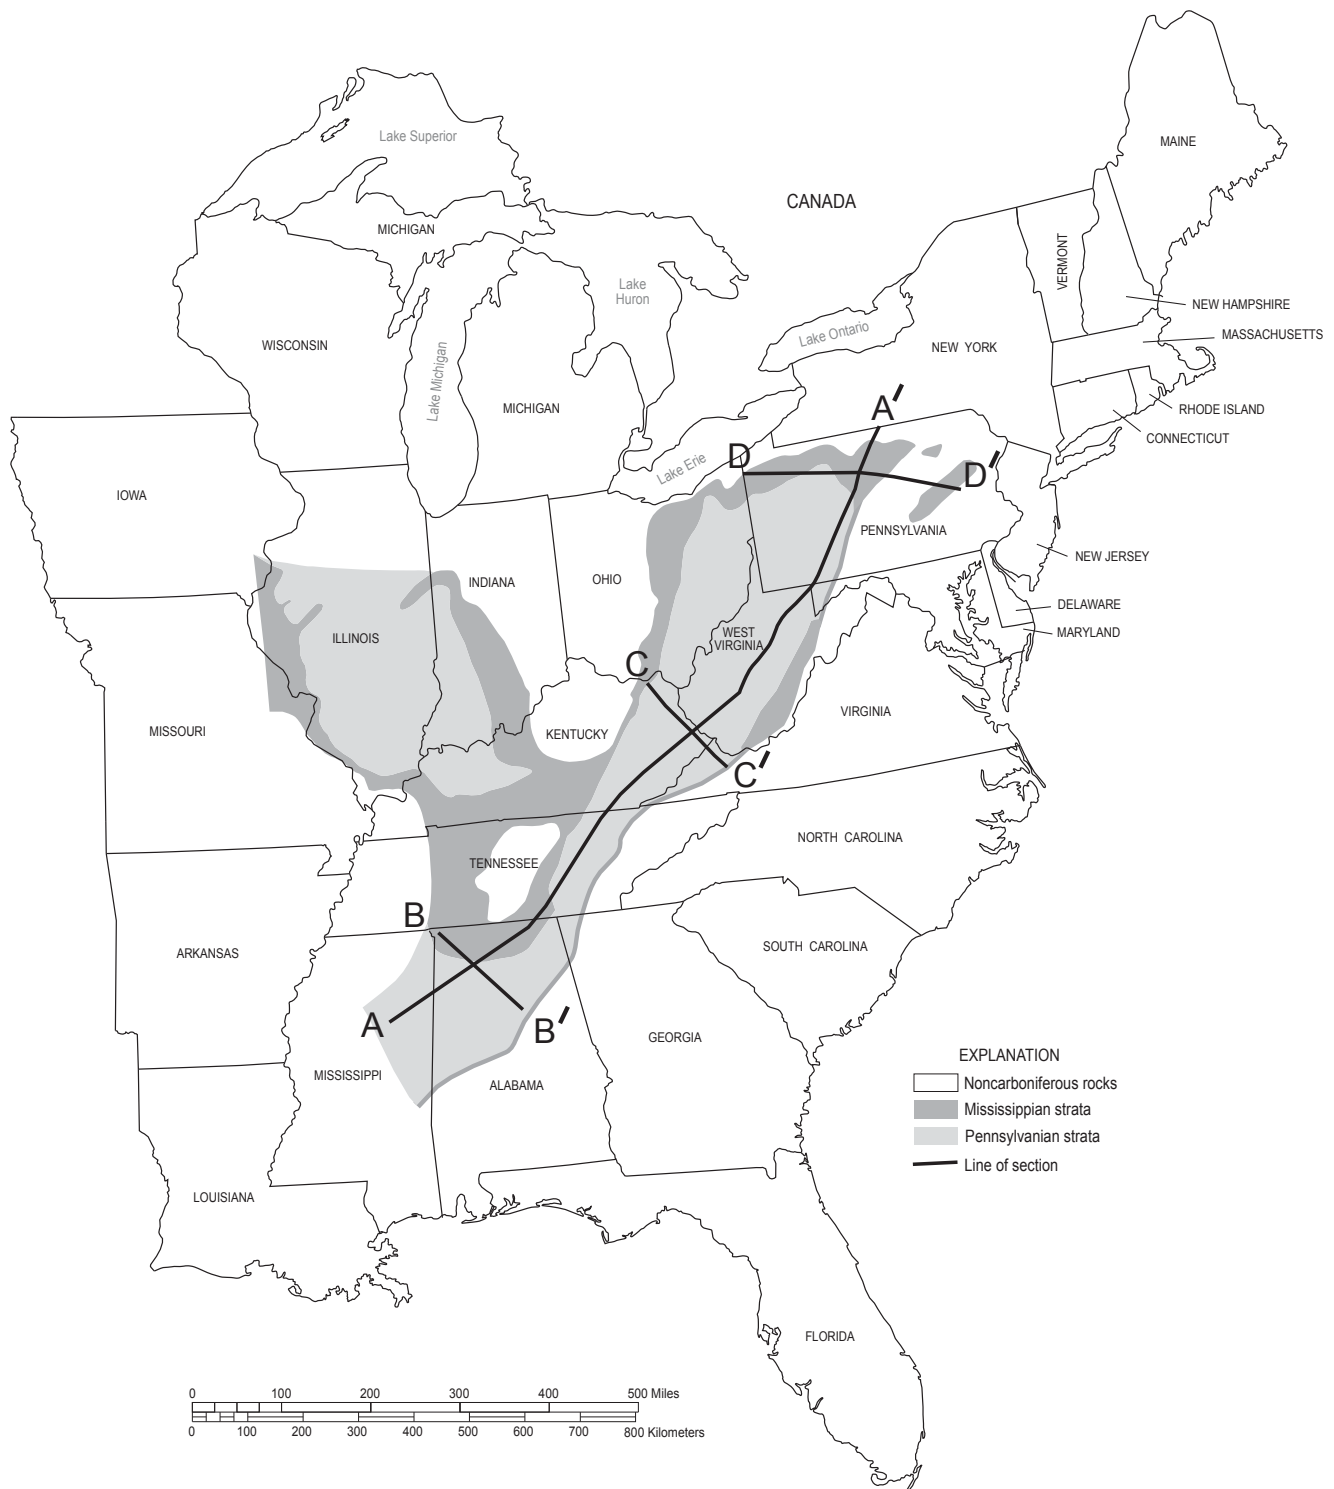 MAINE
Lake Superior
CANADA
MICHIGAN
VERMONT
Lake
Huron
NEW HAMPSHIRE
Lake Ontario
MASSACHUSETTS
WISCONSIN
NEW YORK
Lake Michigan
MICHIGAN
A′
RHODE ISLAND
CONNECTICUT
D
Lake Erie
D′
IOWA
PENNSYLVANIA
NEW JERSEY
INDIANA
OHIO
DELAWARE
MARYLAND
ILLINOIS
WEST
VIRGINIA
C
VIRGINIA
MISSOURI
KENTUCKY
C′
NORTH CAROLINA
TENNESSEE
B
SOUTH CAROLINA
ARKANSAS
A
B′
GEORGIA
MISSISSIPPI
ALABAMA
EXPLANATION
Noncarboniferous rocks
Mississippian strata
Pennsylvanian strata
Line of section
LOUISIANA
FLORIDA
0 100 200 300 400 500 Miles
0 100 200 300 400 500 600 700 800 Kilometers